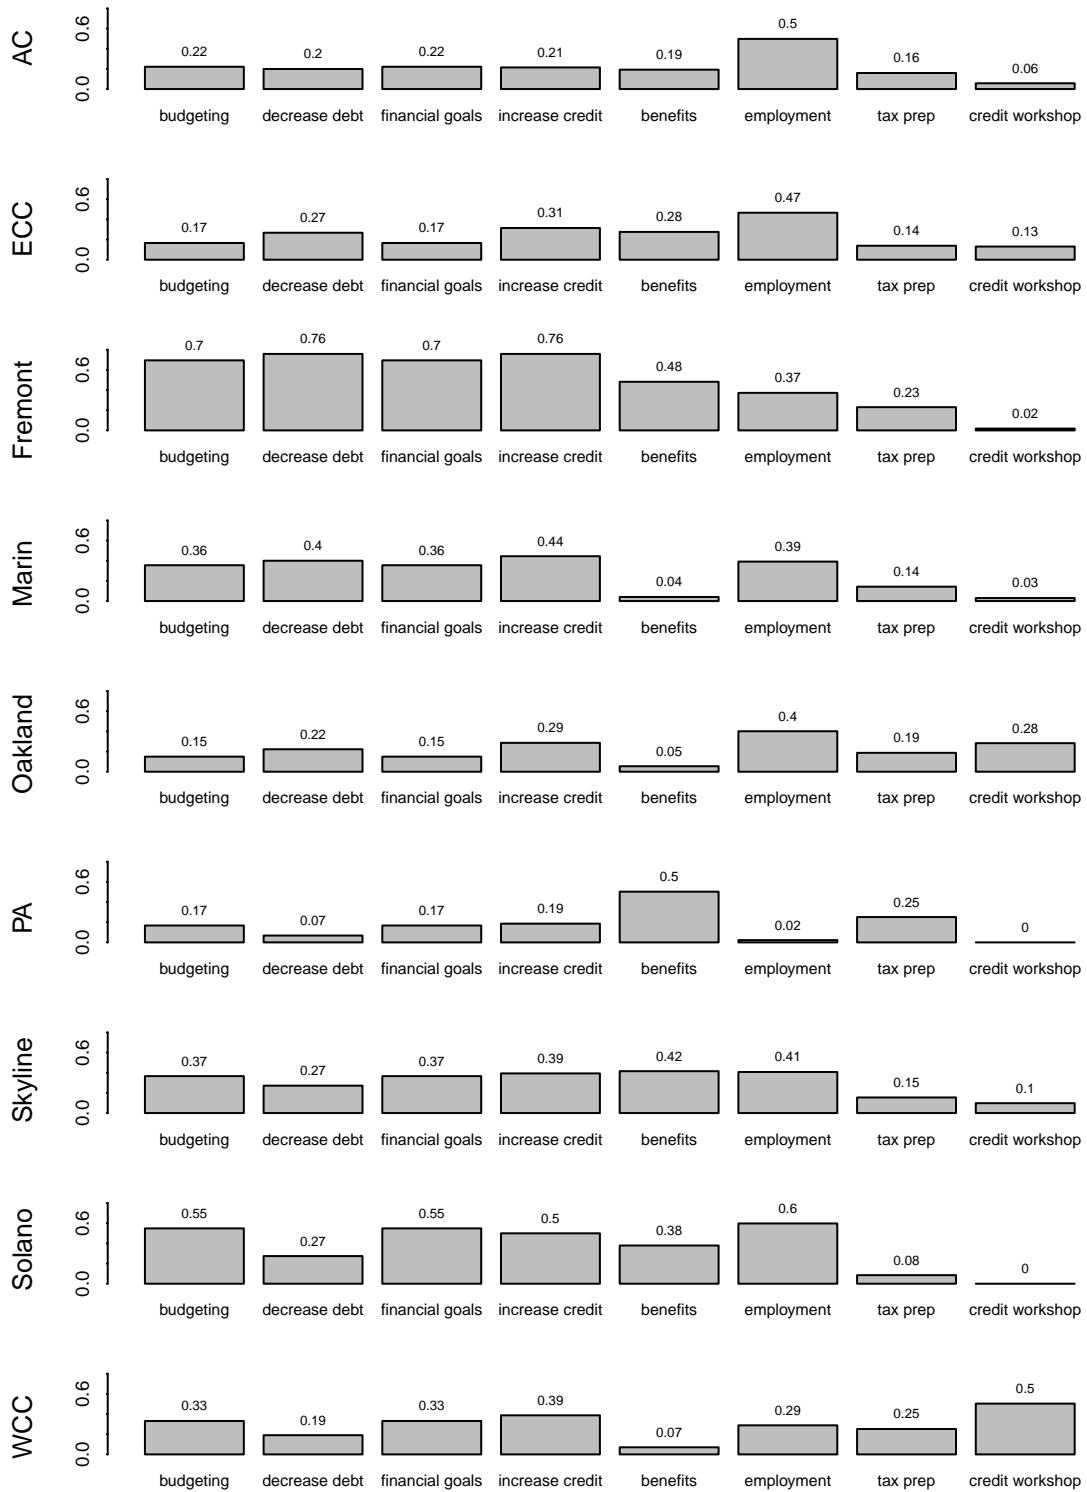 AC
0.0 0.6
0.22 0.2 0.22 0.21 0.19 0.5 0.16 0.06
budgeting decrease debt financial goals increase credit benefits employment tax prep credit workshop
ECC
0.0 0.6
0.17 0.27 0.17 0.31 0.28 0.47 0.14 0.13
budgeting decrease debt financial goals increase credit benefits employment tax prep credit workshop
Fremont
0.0 0.6
0.7 0.76 0.7 0.76 0.48 0.37 0.23 0.02
budgeting decrease debt financial goals increase credit benefits employment tax prep credit workshop
Marin
0.0 0.6
0.36 0.4 0.36 0.44 0.04 0.39 0.14 0.03
budgeting decrease debt financial goals increase credit benefits employment tax prep credit workshop
Oakland
0.0 0.6
0.15 0.22 0.15 0.29 0.05 0.4 0.19 0.28
budgeting decrease debt financial goals increase credit benefits employment tax prep credit workshop
PA
0.0 0.6
0.17 0.07 0.17 0.19 0.5 0.02 0.25 0
budgeting decrease debt financial goals increase credit benefits employment tax prep credit workshop
Skyline
0.0 0.6
0.37 0.27 0.37 0.39 0.42 0.41 0.15 0.1
budgeting decrease debt financial goals increase credit benefits employment tax prep credit workshop
Solano
0.0 0.6
0.55 0.27 0.55 0.5 0.38 0.6 0.08 0
budgeting decrease debt financial goals increase credit benefits employment tax prep credit workshop
WCC
0.0 0.6
0.33 0.19 0.33 0.39 0.07 0.29 0.25 0.5
budgeting decrease debt financial goals increase credit benefits employment tax prep credit workshop